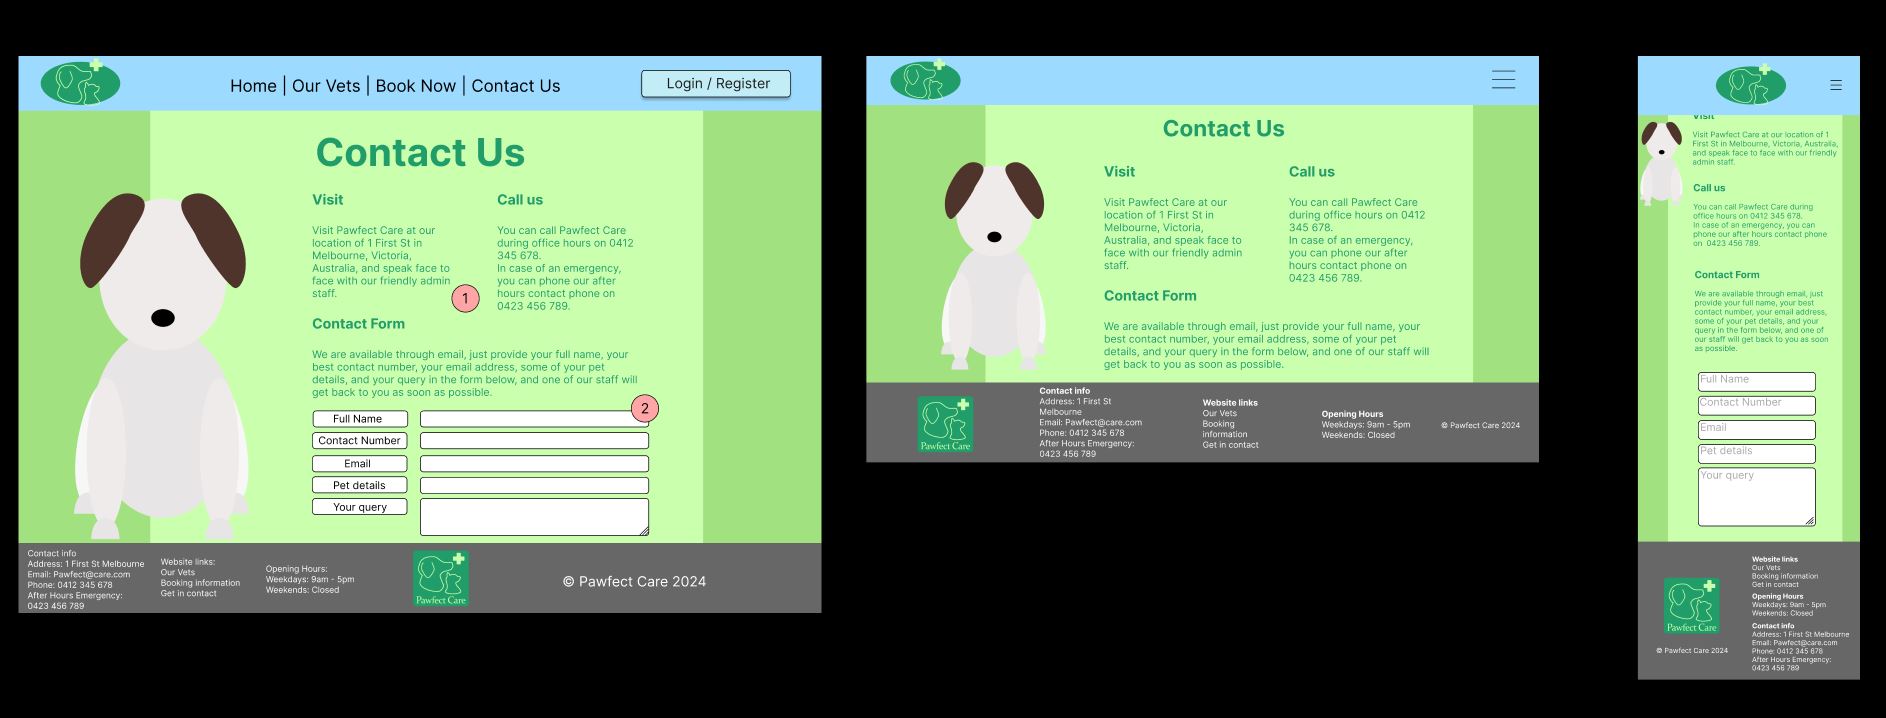 Home | Our Vets | Book Now | Contact Us
Login / Register
Contact Us
Visit
Visit Pawfect Care at our
location of 1 First St in
Melbourne, Victoria,
Australia, and speak face to
face with our friendly admin
staff.
1
Call us
You can call Pawfect Care
during office hours on 0412
345 678.
In case of an emergency,
you can phone our after
hours contact phone on
0423 456 789.
Contact Form
We are available through email, just provide your full name, your
best contact number, your email address, some of your pet
details, and your query in the form below, and one of our staff will
get back to you as soon as possible.
2
Full Name
Contact Number
Email
Pet details
Your query
Contact info
Address: 1 First St Melbourne
Email: Pawfect@care.com
Phone: 0412 345 678
After Hours Emergency:
0423 456 789
Website links:
Our Vets
Booking information
Get in contact
Opening Hours:
Weekdays: 9am - 5pm
Weekends: Closed
Pawfect Care
© Pawfect Care 2024
Contact Us
Visit
Visit Pawfect Care at our
location of 1 First St in
Melbourne, Victoria,
Australia, and speak face to
face with our friendly admin
staff.
Call us
You can call Pawfect Care
during office hours on 0412
345 678.
In case of an emergency,
you can phone our after
hours contact phone on
0423 456 789.
Contact Form
We are available through email, just provide your full name, your
best contact number, your email address, some of your pet
details, and your query in the form below, and one of our staff will
get back to you as soon as possible.
Pawfect Care
Contact info
Address: 1 First St
Melbourne
Email: Pawfect@care.com
Phone: 0412 345 678
After Hours Emergency:
0423 456 789
Website links
Our Vets
Booking
information
Get in contact
Opening Hours
Weekdays: 9am - 5pm
Weekends: Closed
© Pawfect Care 2024
Visit
Visit Pawfect Care at our location of 1
First St in Melbourne, Victoria, Australia,
and speak face to face with our friendly
admin staff.
Call us
You can call Pawfect Care during
office hours on 0412 345 678.
In case of an emergency, you can
phone our after hours contact phone
on 0423 456 789.
Contact Form
We are available through email, just
provide your full name, your best
contact number, your email address,
some of your pet details, and your
query in the form below, and one of
our staff will get back to you as soon
as possible.
Full Name
Contact Number
Email
Pet details
Your query
Pawfect Care
© Pawfect Care 2024
Website links
Our Vets
Booking information
Get in contact
Opening Hours
Weekdays: 9am - 5pm
Weekends: Closed
Contact info
Address: 1 First St Melbourne
Email: Pawfect@care.com
Phone: 0412 345 678
After Hours Emergency:
0423 456 789